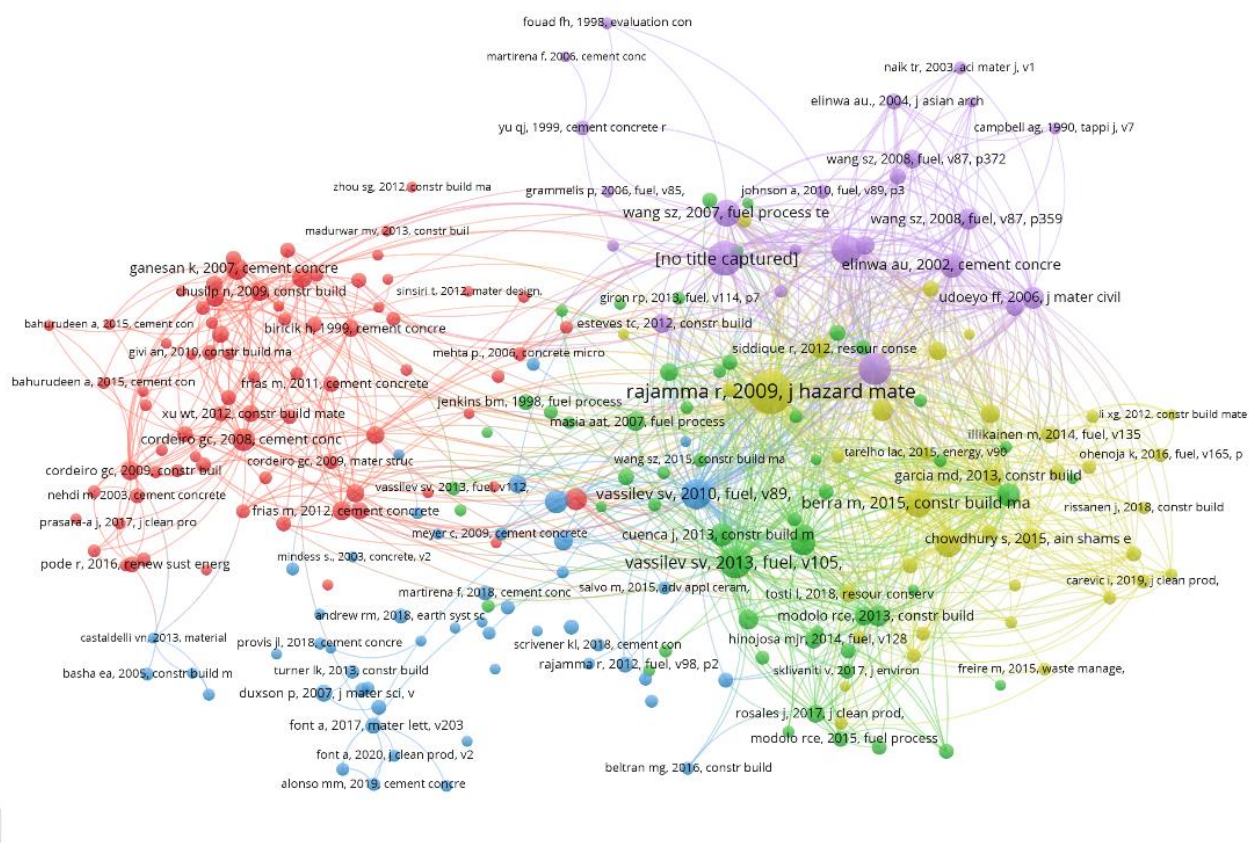 fouad fh, 1998, evaluation con
martirena f, 2006, cement conc
naik tr, 2003, aci mater j, v1
elinwa au., 2004, j asian arch
yu qj, 1999, cement concrete r
campbell ag, 1990, tappi j, v7
wang sz, 2008, fuel, v87, p372
zhou sg, 2012, constr build ma
grammelis p, 2006, fuel, v85,
johnson a, 2010, fuel, v89, p3
wang sz, 2007, fuel process te
wang sz, 2008, fuel, v87, p359
madurwar mv, 2013, constr buil
[no title captured]
elinwa au, 2002, cement concre
ganesan k, 2007, cement concre
chusilp n, 2009, constr build
sinsiri t. 2012, mater design.
giron rp, 2013, fuel, v114, p7
udoeyo ff, 2006, j mater civil
bahurudeen a, 2015, cement con
biricik h, 1999, cement concre
esteves tc, 2012, constr build
givi an, 2010, constr build ma
mehta p., 2006, concrete micro
siddique r, 2012, resour conse
bahurudeen a, 2015, cement con
frias m, 2011, cement concrete
rajamma r, 2009, j hazard mate
jenkins bm, 1998, fuel process
xu wt, 2012, constr build mate
masia aat, 2007, fuel process
li xg, 2012, constr build mate
cordeiro gc, 2008, cement conc
illikainen m, 2014, fuel, v135
cordeiro gc, 2009, constr buil
cordeiro gc, 2009, mater struc
wang sz, 2015, constr build ma
tarelho lac, 2015, energy, v90
ohenoja k, 2016, fuel, v165, p
garcia md, 2013, constr build
nehdi m, 2003, cement concrete
vassilev sv, 2013, fuel, v112,
vassilev sv, 2010, fuel, v89,
berra m, 2015, constr build ma
frias m, 2012, cement concrete
rissanen j, 2018, constr build
prasara-a j, 2017, j clean pro
meyer c, 2009, cement concrete
cuenca j, 2013, constr build m
chowdhury s, 2015, ain shams e
pode r, 2016, renew sust energ
mindess s., 2003, concrete, v2
vassilev sv, 2013, fuel, v105,
carevic i, 2019, j clean prod,
martirena f, 2018, cement conc
salvo m, 2015, adv appl ceram,
tosti l, 2018, resour conserv
andrew rm, 2018, earth syst sc
modolo rce, 2013, constr build
castaldelli vn, 2013, material
provis jl, 2018, cement concre
scrivener kl, 2018, cement con
hinojosa mjr, 2014, fuel, v128
rajamma r, 2012, fuel, v98, p2
basha ea, 2005, constr build m
turner lk, 2013, constr build
sklivaniti v, 2017, j environ
freire m, 2015, waste manage,
duxson p, 2007, j mater sci, v
rosales j, 2017, j clean prod,
font a, 2017, mater lett, v203
modolo rce, 2015, fuel process
font a, 2020, j clean prod, v2
beltran mg, 2016, constr build
alonso mm, 2019, cement concre